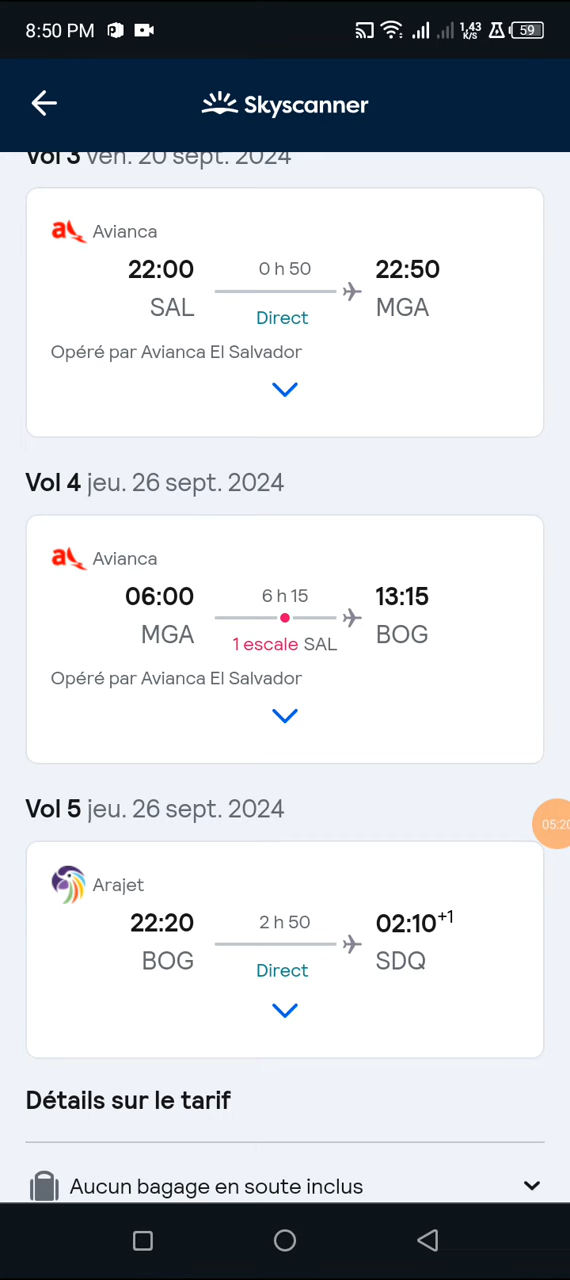 8:50 PM
1,43 K/S
59
Skyscanner
Vol 3 ven. 20 sept. 2024
Avianca
22:00 0 h 50 22:50
SAL Direct MGA
Opéré par Avianca El Salvador
Vol 4 jeu. 26 sept. 2024
Avianca
06:00 6 h 15 13:15
MGA 1 escale SAL BOG
Opéré par Avianca El Salvador
Vol 5 jeu. 26 sept. 2024
05:20
Arajet
22:20 2 h 50 02:10+1
BOG Direct SDQ
Détails sur le tarif
Aucun bagage en soute inclus